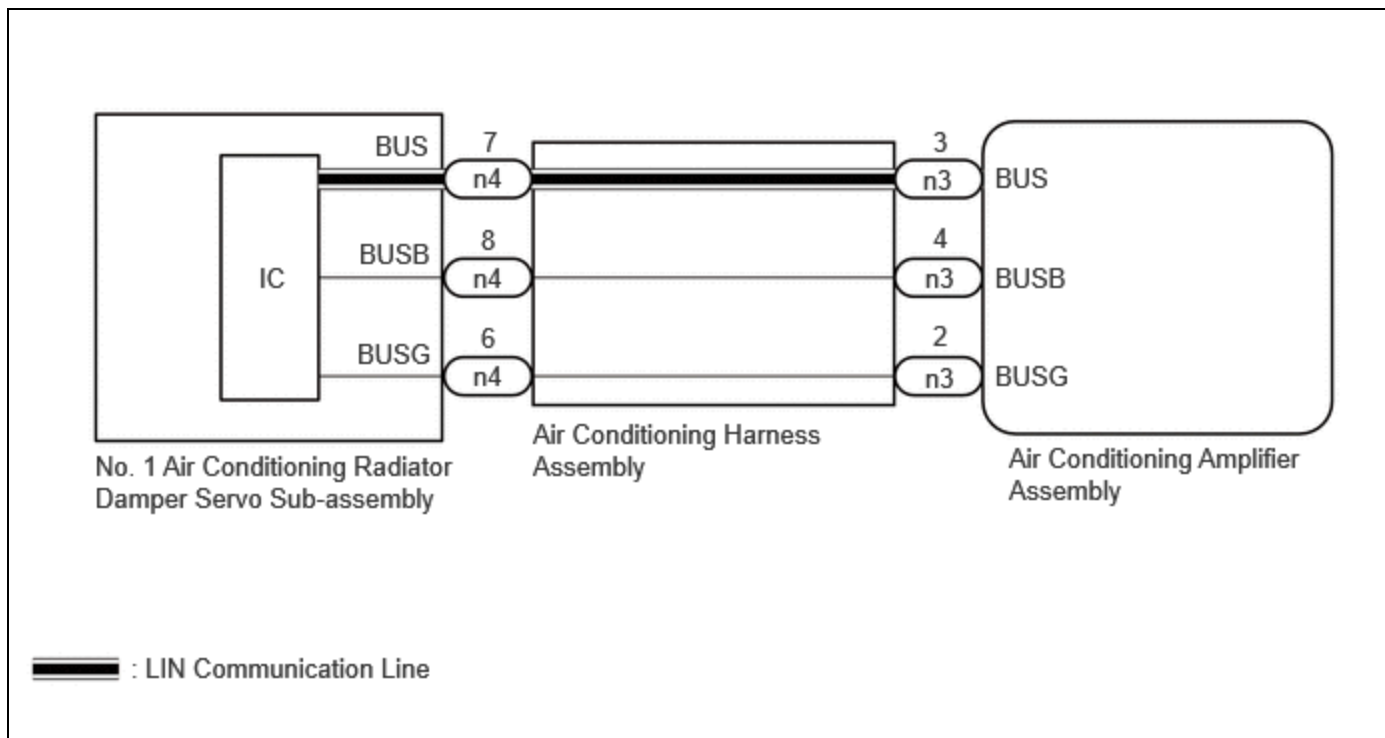 BUS 7 n4 3 n3 BUS
IC
BUSB 8 n4 4 n3 BUSB
BUSG 6 n4 2 n3 BUSG
No. 1 Air Conditioning Radiator
Damper Servo Sub-assembly
Air Conditioning Harness
Assembly
Air Conditioning Amplifier
Assembly
: LIN Communication Line